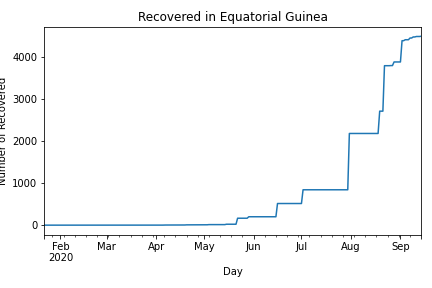 Recovered in Equatorial Guinea
Number of Recovered
4000
3000
2000
1000
0
Feb Mar Apr May Jun Jul Aug Sep
2020
Day